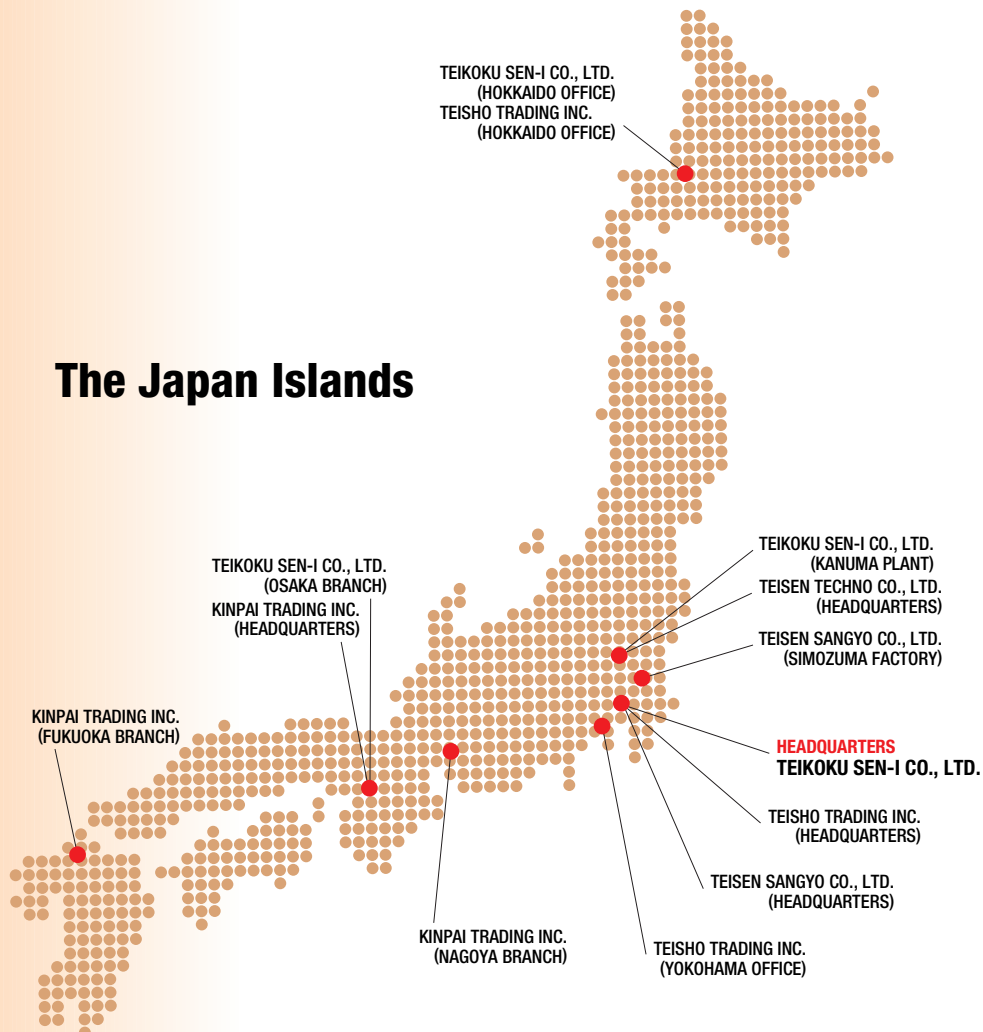 TEIKOKU SEN-I CO., LTD.
(HOKKAIDO OFFICE)
TEISHO TRADING INC.
(HOKKAIDO OFFICE)
The Japan Islands
TEIKOKU SEN-I CO., LTD.
(OSAKA BRANCH)
KINPAI TRADING INC.
(HEADQUARTERS)
TEIKOKU SEN-I CO., LTD.
(KANUMA PLANT)
TEISEN TECHNO CO., LTD.
(HEADQUARTERS)
TEISEN SANGYO CO., LTD.
(SIMOZUMA FACTORY)
KINPAI TRADING INC.
(FUKUOKA BRANCH)
HEADQUARTERS
TEIKOKU SEN-I CO., LTD.
TEISHO TRADING INC.
(HEADQUARTERS)
TEISEN SANGYO CO., LTD.
(HEADQUARTERS)
KINPAI TRADING INC.
(NAGOYA BRANCH)
TEISHO TRADING INC.
(YOKOHAMA OFFICE)